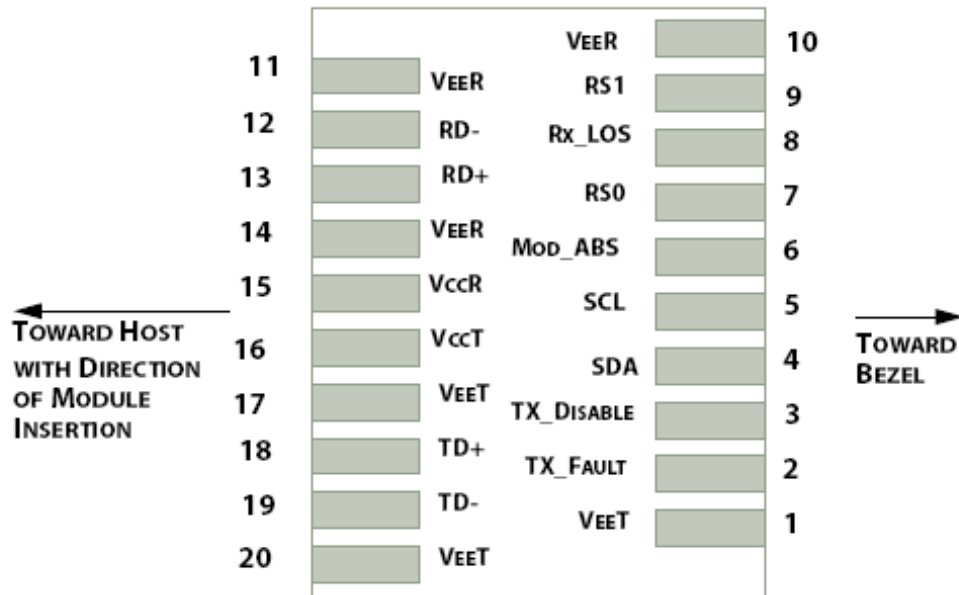 VEER 10
11 VEER
RS1 9
12 RD-
Rx_LOS 8
13 RD+
RS0 7
14 VEER
MOD_ABS 6
15 VCCR
SCL 5
TOWARD HOST
WITH DIRECTION
OF MODULE
INSERTION
16 VCCT
TOWARD
BEZEL
SDA 4
17 VEET
TX_DISABLE 3
18 TD+
TX_FAULT 2
19 TD-
VEET 1
20 VEET